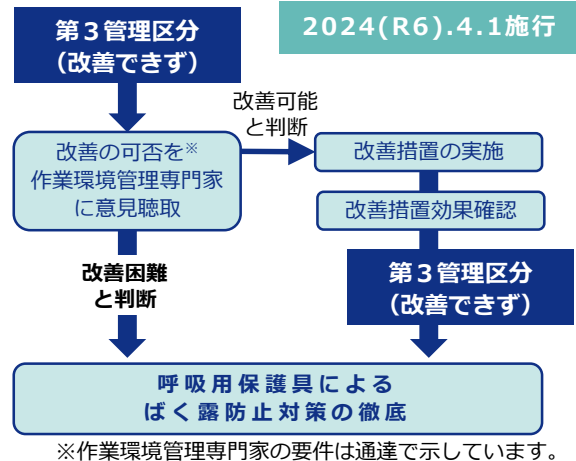 2024(R6).4.1施行
第３管理区分
（改善できず）
改善可能
と判断
改善の可否を※
作業環境管理専門家
に意見聴取
改善措置の実施
改善措置効果確認
改善困難
と判断
第３管理区分
（改善できず）
呼吸用保護具による
ばく露防止対策の徹底
※作業環境管理専門家の要件は通達で示しています。